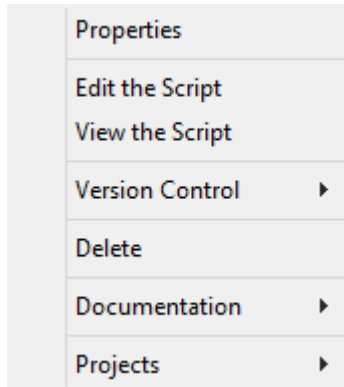 Properties
Edit the Script
View the Script
Version Control
Delete
Documentation
Projects